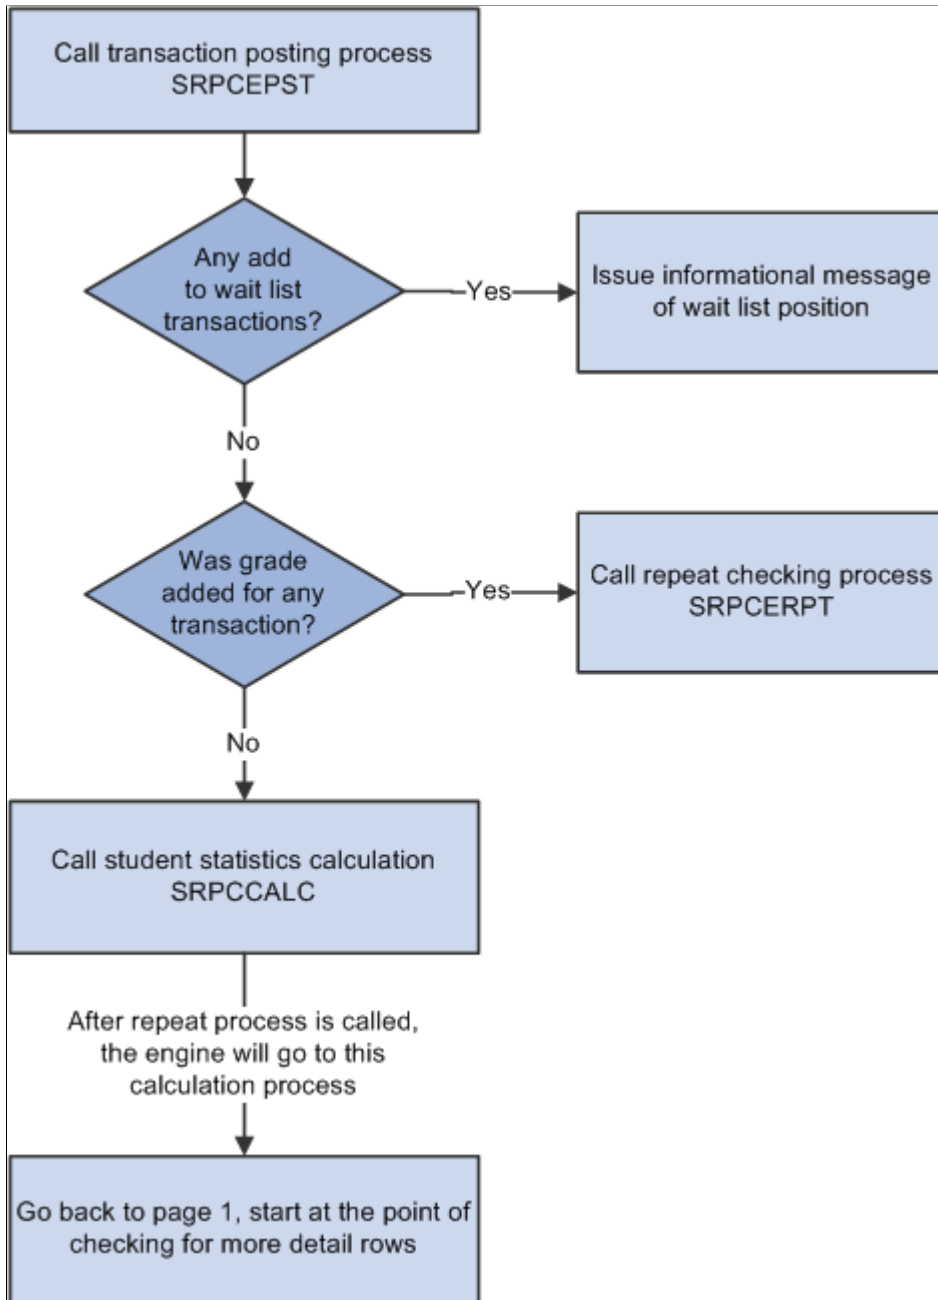 Call transaction posting process
SRPCEPST
Any add
to wait list
transactions?
Yes
Issue informational message
of wait list position
No
Was grade
added for any
transaction?
Yes
Call repeat checking process
SRPCERPT
No
Call student statistics calculation
SRPCCALC
After repeat process is called,
the engine will go to this
calculation process
Go back to page 1, start at the point of
checking for more detail rows